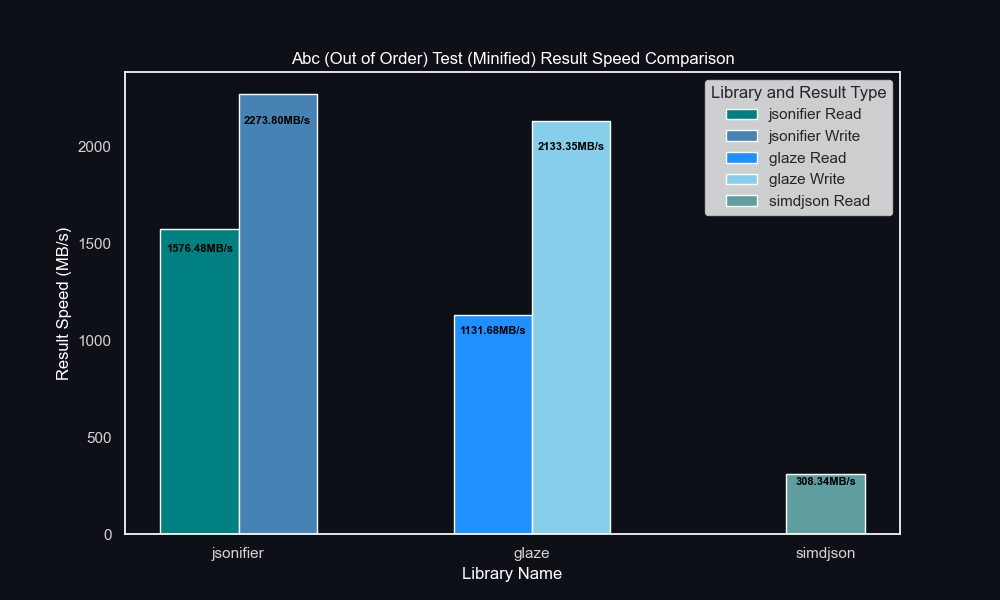 Abc (Out of Order) Test (Minified) Result Speed Comparison
Library and Result Type
jsonifier Read
jsonifier Write
glaze Read
glaze Write
simdjson Read
2273.80MB/s
2133.35MB/s
1576.48MB/s
1131.68MB/s
308.34MB/s
Result Speed (MB/s)
2000
1500
1000
500
0
jsonifier glaze simdjson
Library Name